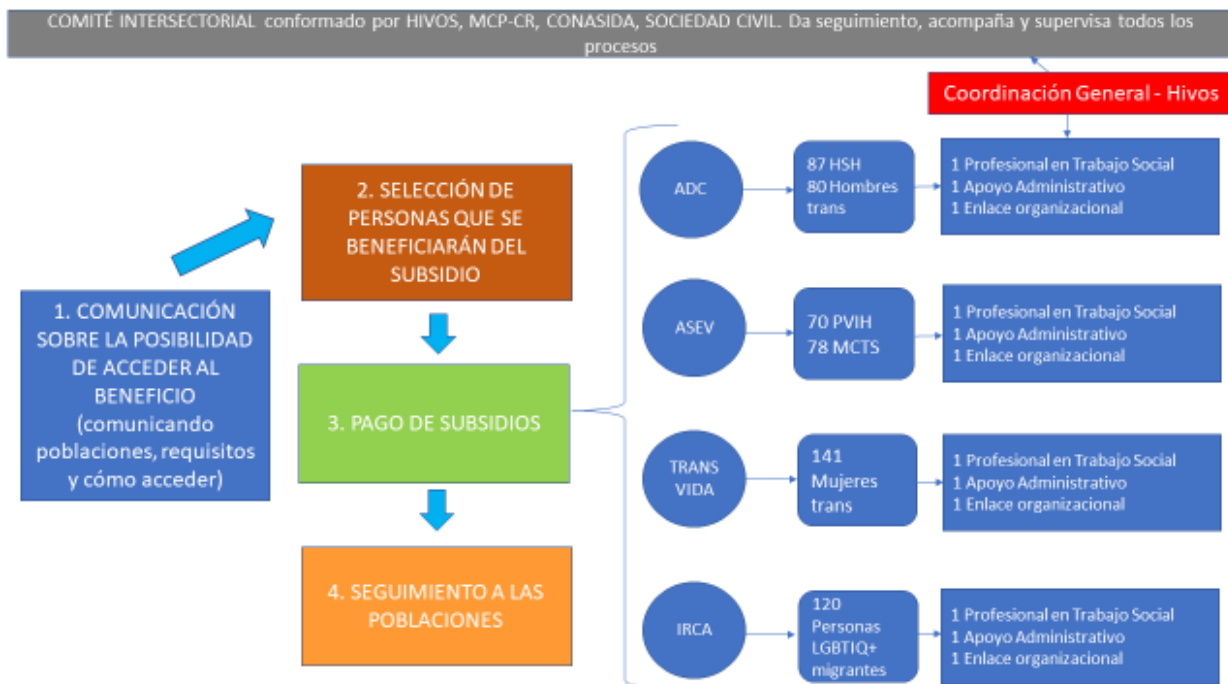 COMITÉ INTERSECTORIAL conformado por HIVOS, MCP-CR, CONASIDA, SOCIEDAD CIVIL. Da seguimiento, acompaña y supervisa todos los
procesos
Coordinación General - Hivos
1. COMUNICACIÓN
SOBRE LA POSIBILIDAD
DE ACCEDER AL
BENEFICIO
(comunicando
poblaciones, requisitos
y cómo acceder)
2. SELECCIÓN DE
PERSONAS QUE SE
BENEFICIARÁN DEL
SUBSIDIO
3. PAGO DE SUBSIDIOS
4. SEGUIMIENTO A LAS
POBLACIONES
ADC
87 HSH
80 Hombres
trans
1 Profesional en Trabajo Social
1 Apoyo Administrativo
1 Enlace organizacional
ASEV
70 PVIH
78 MCTS
1 Profesional en Trabajo Social
1 Apoyo Administrativo
1 Enlace organizacional
TRANS
VIDA
141
Mujeres
trans
1 Profesional en Trabajo Social
1 Apoyo Administrativo
1 Enlace organizacional
IRCA
120
Personas
LGBTIQ+
migrantes
1 Profesional en Trabajo Social
1 Apoyo Administrativo
1 Enlace organizacional